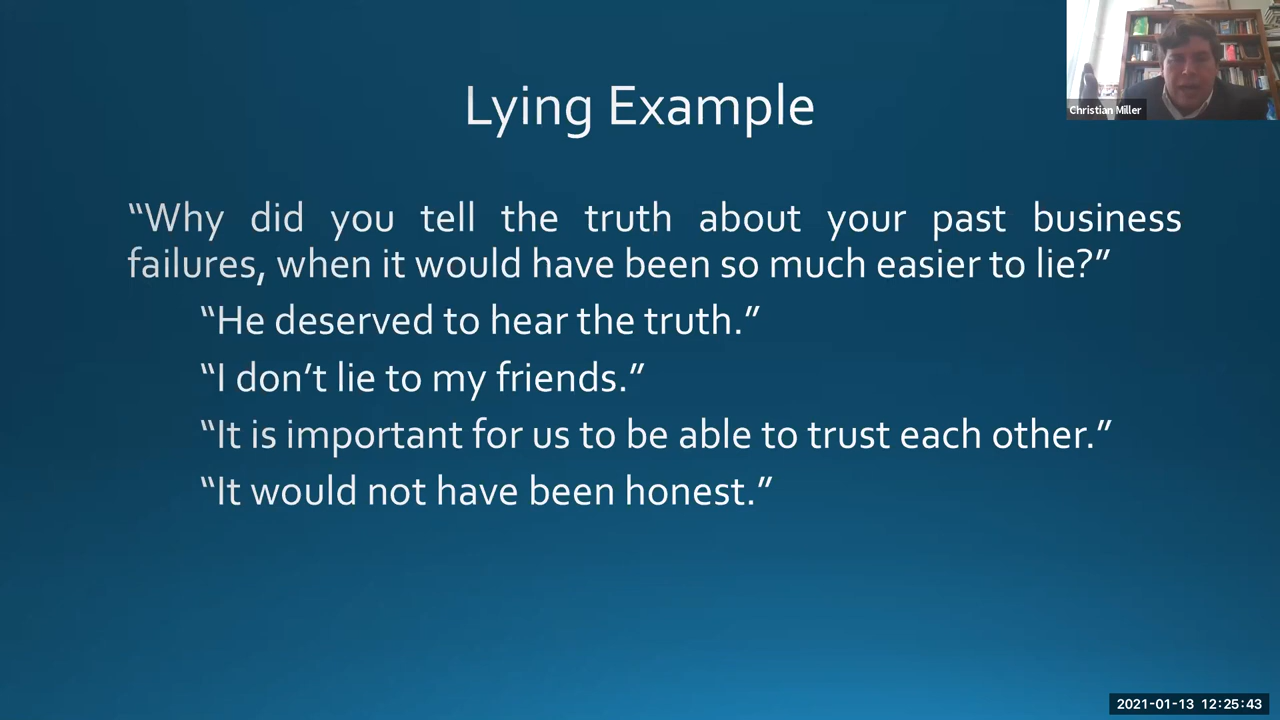 Christian Miller
Lying Example
“Why did you tell the truth about your past business
failures, when it would have been so much easier to lie?”
“He deserved to hear the truth.”
“I don’t lie to my friends.”
“It is important for us to be able to trust each other.”
“It would not have been honest.”
2021-01-13 12:25:43